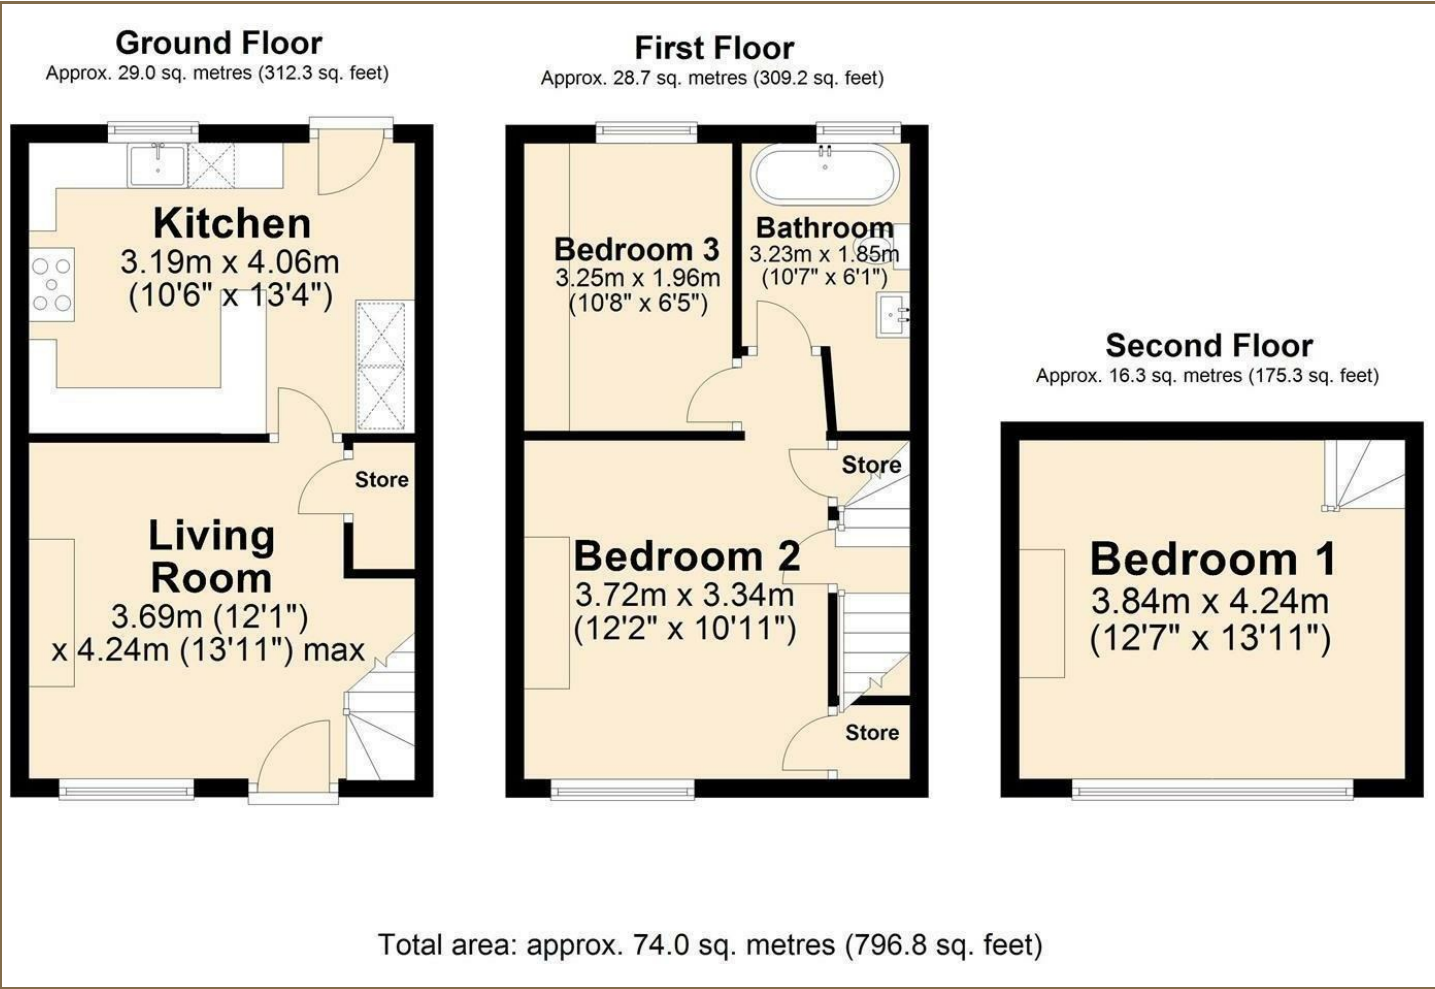 Ground Floor
Approx. 29.0 sq. metres (312.3 sq. feet)
Kitchen
3.19m x 4.06m
(10'6" x 13'4")
Store
Living
Room
3.69m (12'1")
x 4.24m (13'11") max
First Floor
Approx. 28.7 sq. metres (309.2 sq. feet)
Bedroom 3
3.25m x 1.96m
(10'8" x 6'5")
Bathroom
3.23m x 1.85m
(10'7" x 6'1")
Store
Bedroom 2
3.72m x 3.34m
(12'2" x 10'11")
Store
Second Floor
Approx. 16.3 sq. metres (175.3 sq. feet)
Bedroom 1
3.84m x 4.24m
(12'7" x 13'11")
Total area: approx. 74.0 sq. metres (796.8 sq. feet)